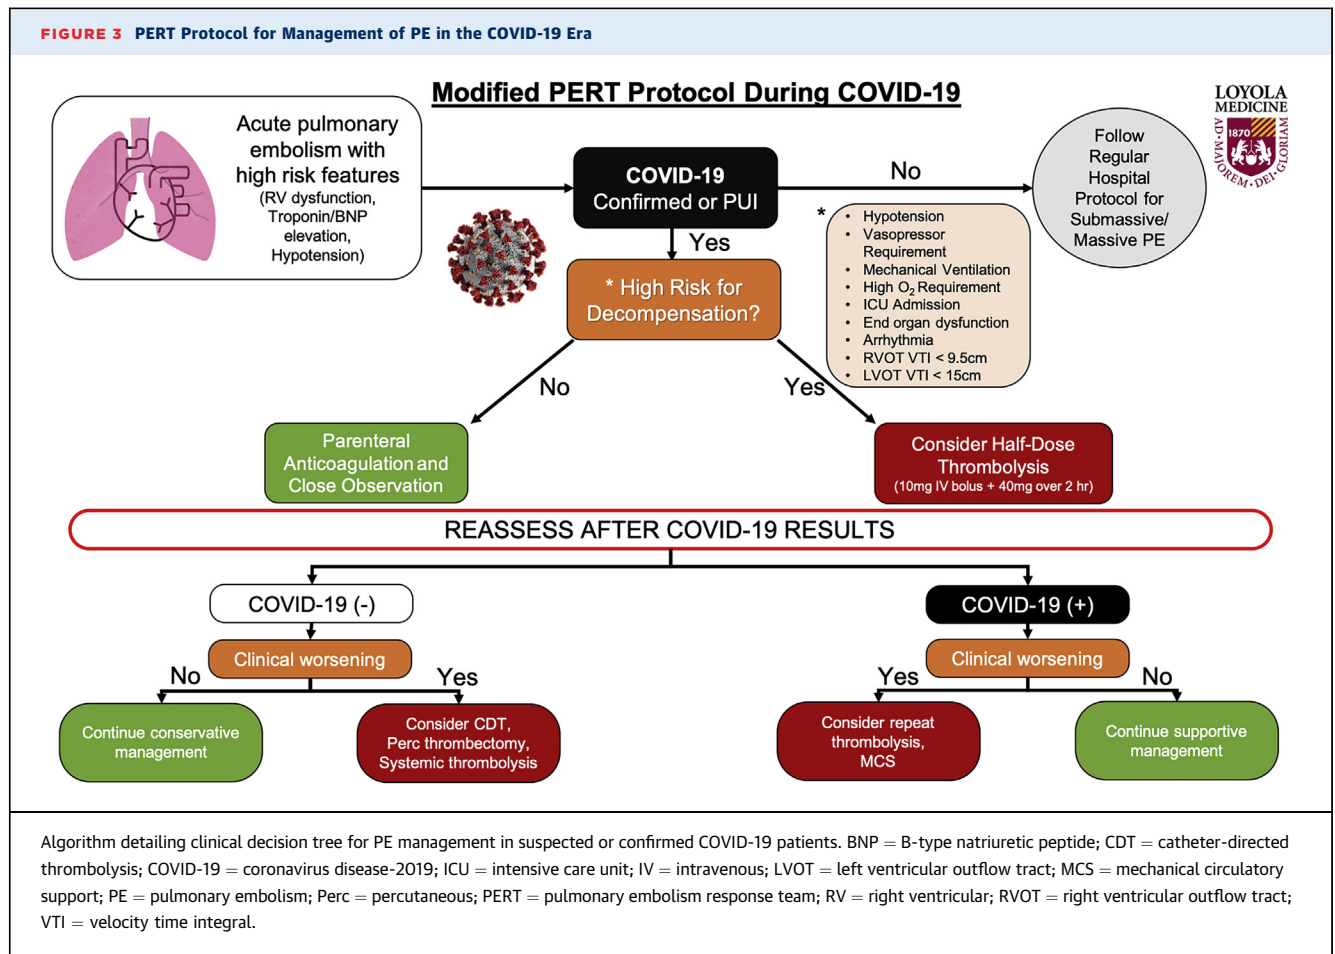 FIGURE 3 PERT Protocol for Management of PE in the COVID-19 Era
Modified PERT Protocol During COVID-19
LOYOLA
MEDICINE
1870
AD·MAJOREM·DEI·GLORIAM
Acute pulmonary
embolism with
high risk features
(RV dysfunction,
Troponin/BNP
elevation,
Hypotension)
COVID-19
Confirmed or PUI
No
Follow
Regular
Hospital
Protocol for
Submassive/
Massive PE
Yes
* High Risk for
Decompensation?
*
• Hypotension
• Vasopressor
Requirement
• Mechanical Ventilation
• High O₂ Requirement
• ICU Admission
• End organ dysfunction
• Arrhythmia
• RVOT VTI < 9.5cm
• LVOT VTI < 15cm
No
Yes
Parenteral
Anticoagulation and
Close Observation
Consider Half-Dose
Thrombolysis
(10mg IV bolus + 40mg over 2 hr)
REASSESS AFTER COVID-19 RESULTS
COVID-19 (-)
Clinical worsening
No
Yes
Continue conservative
management
Consider CDT,
Perc thrombectomy,
Systemic thrombolysis
COVID-19 (+)
Clinical worsening
Yes
No
Consider repeat
thrombolysis,
MCS
Continue supportive
management
Algorithm detailing clinical decision tree for PE management in suspected or confirmed COVID-19 patients. BNP = B-type natriuretic peptide; CDT = catheter-directed
thrombolysis; COVID-19 = coronavirus disease-2019; ICU = intensive care unit; IV = intravenous; LVOT = left ventricular outflow tract; MCS = mechanical circulatory
support; PE = pulmonary embolism; Perc = percutaneous; PERT = pulmonary embolism response team; RV = right ventricular; RVOT = right ventricular outflow tract;
VTI = velocity time integral.